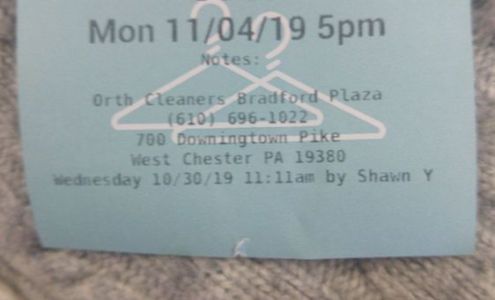 Mon 11/04/19 5pm
Notes:
Orth Cleaners Bradford Plaza
(610) 696-1022
700 Downingtown Pike
West Chester PA 19380
Wednesday 10/30/19 11:11am by Shawn Y